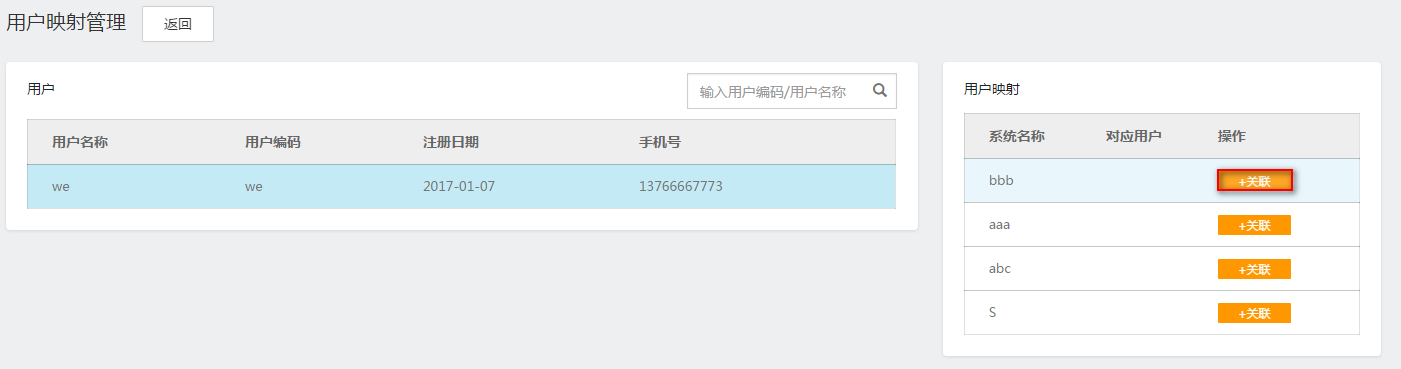 用户映射管理 返回
用户
输入用户编码/用户名称
用户名称 用户编码 注册日期 手机号
we we 2017-01-07 13766667773
用户映射
系统名称 对应用户 操作
bbb +关联
aaa +关联
abc +关联
S +关联